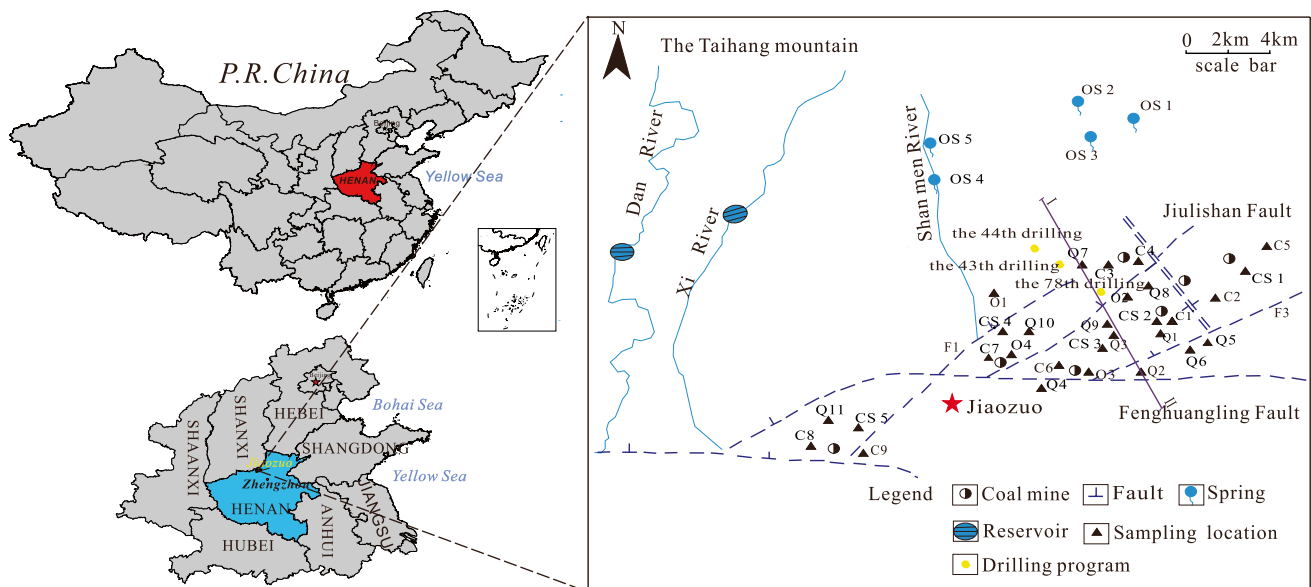 P.R.China
Beijing
HENAN
Yellow Sea
Beijing
HEBEI
Bohai Sea
SHANXI
SHAANXI
SHANGDONG
Jiaozuo
Zhengzhou
Yellow Sea
HENAN
JIANGSU
ANHUI
HUBEI
N
The Taihang mountain
0 2km 4km
scale bar
OS 2
OS 1
OS 3
OS 5
OS 4
Dan River
Xi River
Shan men River
I
Jiulishan Fault
the 44th drilling
Q7
C4
C5
the 43th drilling
C3
CS 1
the 78th drilling
O1
O2
Q8
C2
CS 4
Q10
Q9
CS 2
C1
F3
F1
C7
O4
CS 3
Q3
Q1
Q5
Q6
C6
O3
Q2
Q4
II
Jiaozuo
Fenghuangling Fault
Q11
CS 5
C8
C9
Legend
Coal mine
Fault
Spring
Reservoir
Sampling location
Drilling program